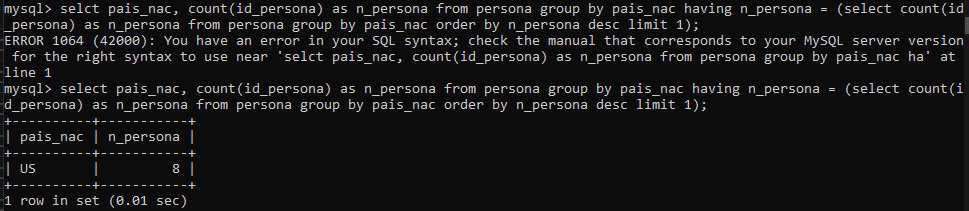 mysql> selct pais_nac, count(id_persona) as n_persona from persona group by pais_nac having n_persona = (select count(id
_persona) as n_persona from persona group by pais_nac order by n_persona desc limit 1);
ERROR 1064 (42000): You have an error in your SQL syntax; check the manual that corresponds to your MySQL server version
 for the right syntax to use near 'selct pais_nac, count(id_persona) as n_persona from persona group by pais_nac ha' at
line 1
mysql> select pais_nac, count(id_persona) as n_persona from persona group by pais_nac having n_persona = (select count(i
d_persona) as n_persona from persona group by pais_nac order by n_persona desc limit 1);
+----------+-----------+
| pais_nac | n_persona |
+----------+-----------+
| US       |         8 |
+----------+-----------+
1 row in set (0.01 sec)